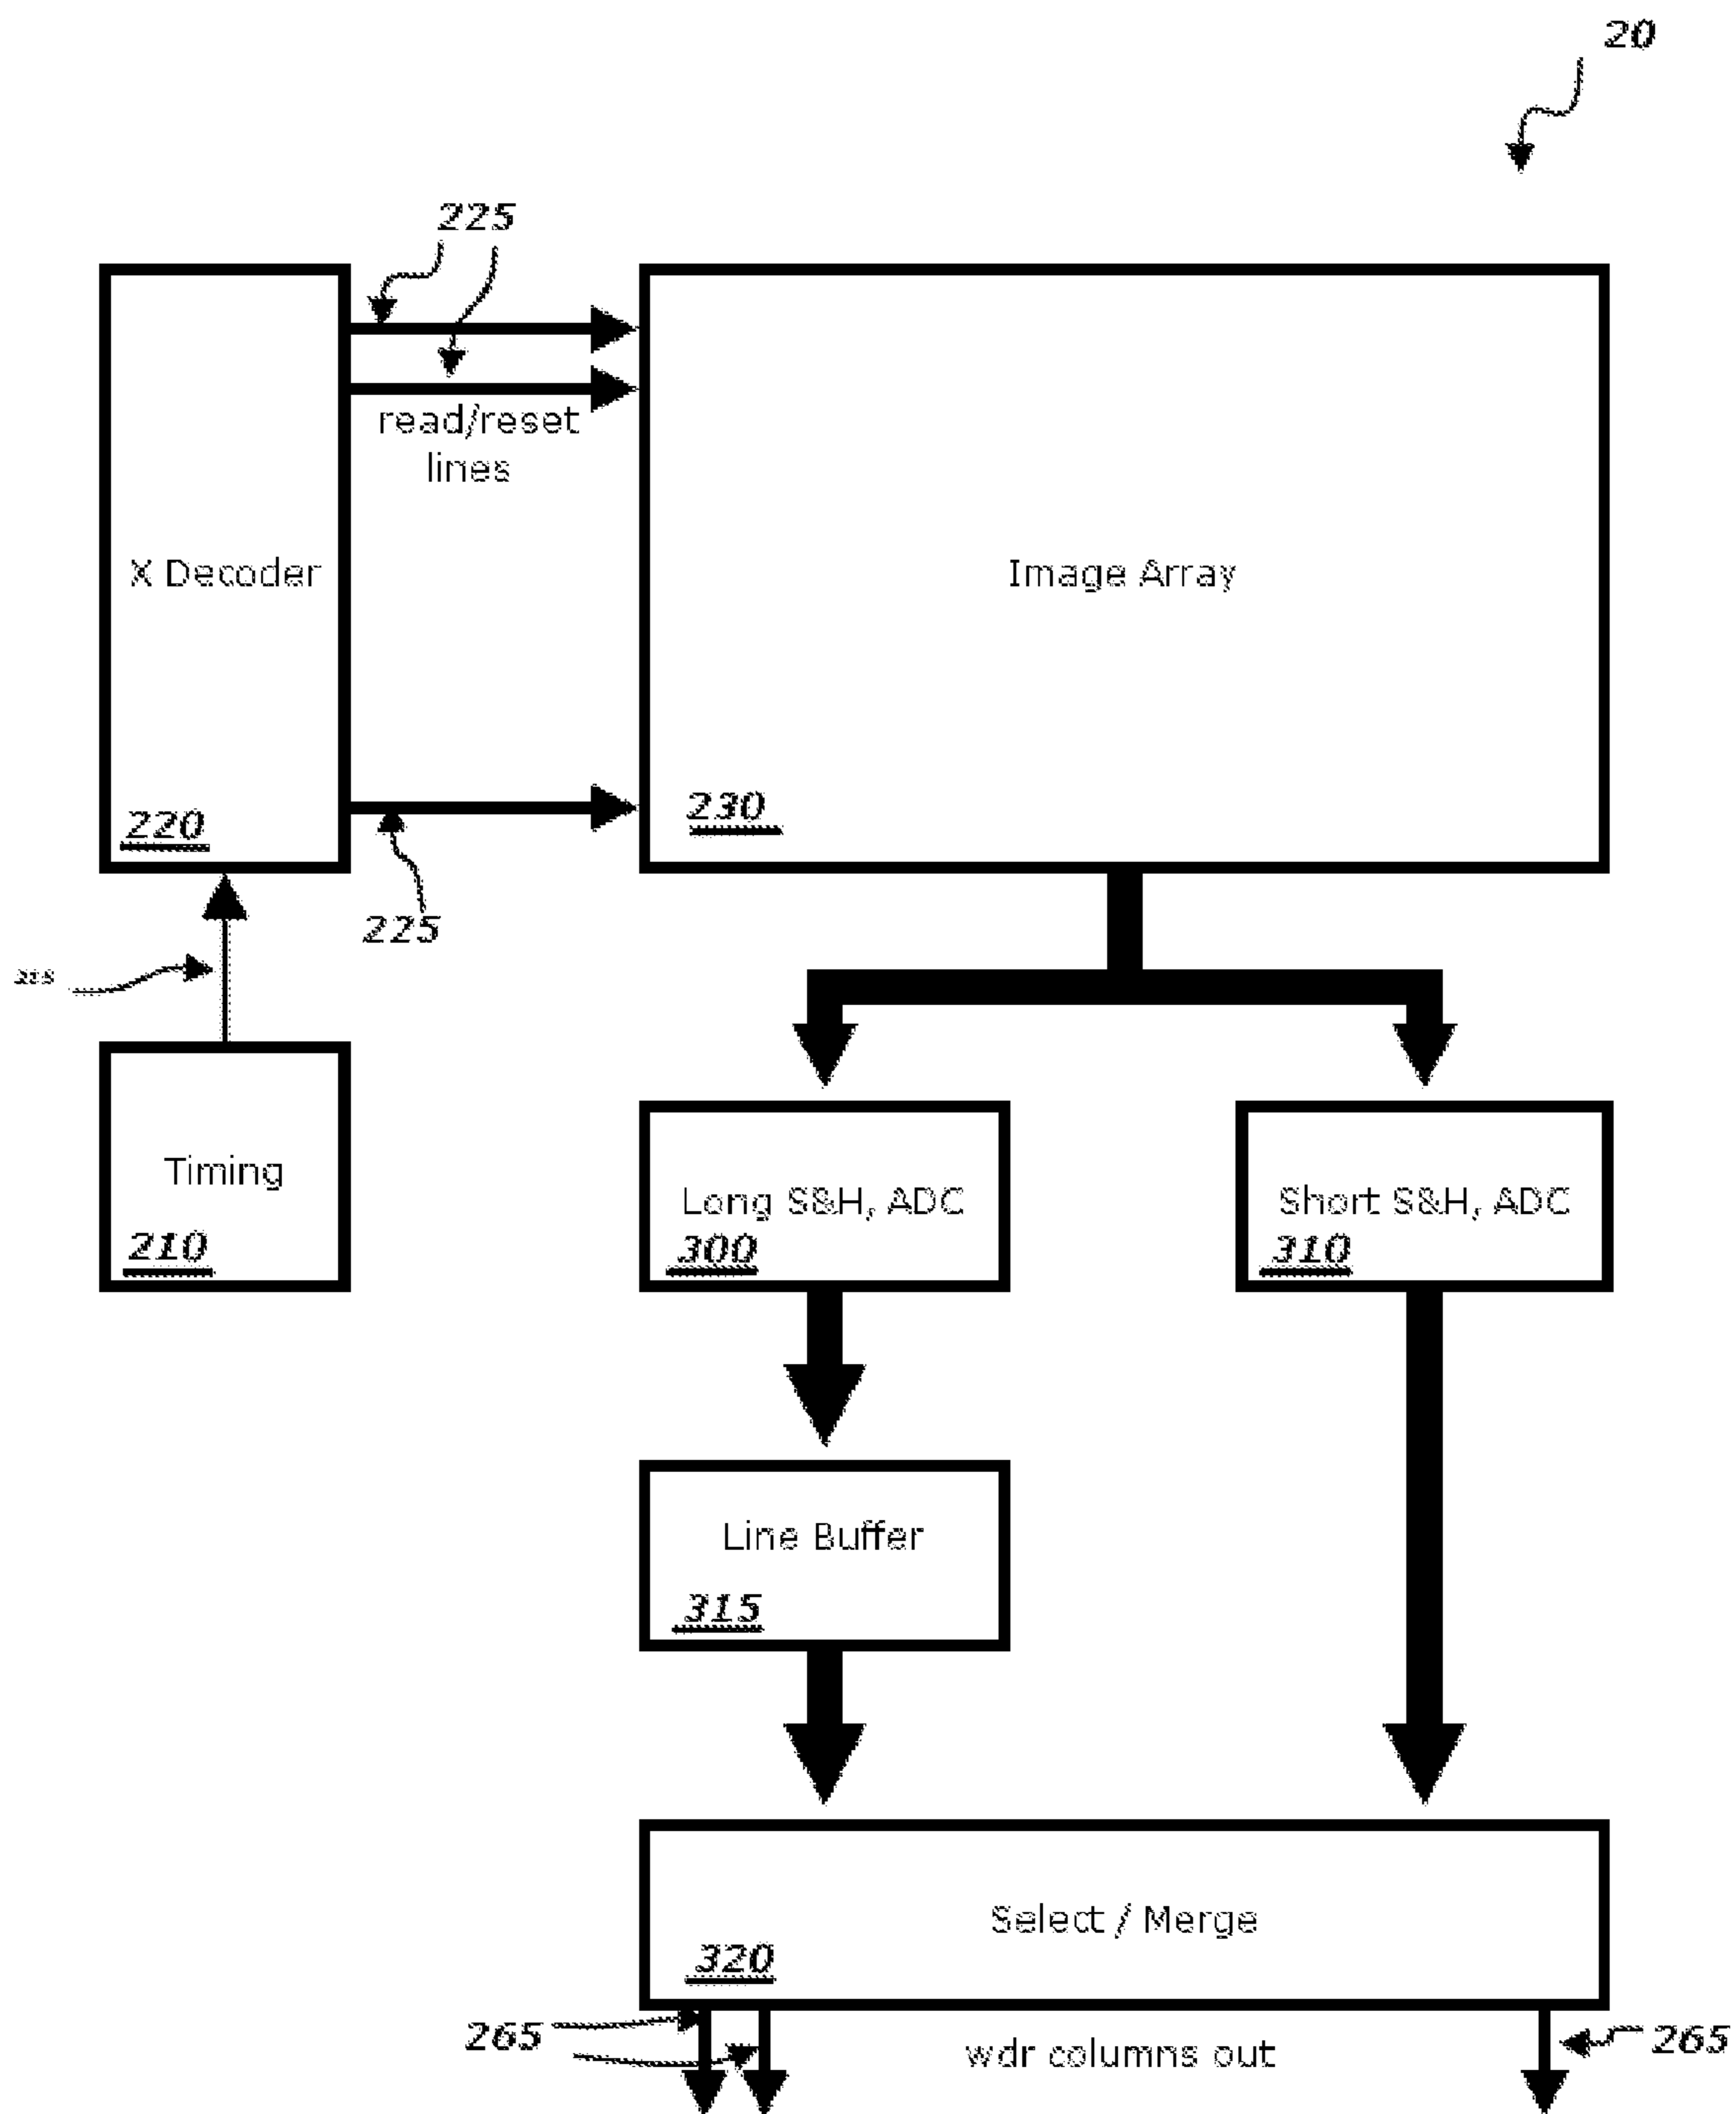 20
225
read/reset
lines
X Decoder
Image Array
220
230
225
Timing
210
Long S&H, ADC
300
Short S&H, ADC
310
Line Buffer
315
Select / Merge
320
265
wdr columns out
265